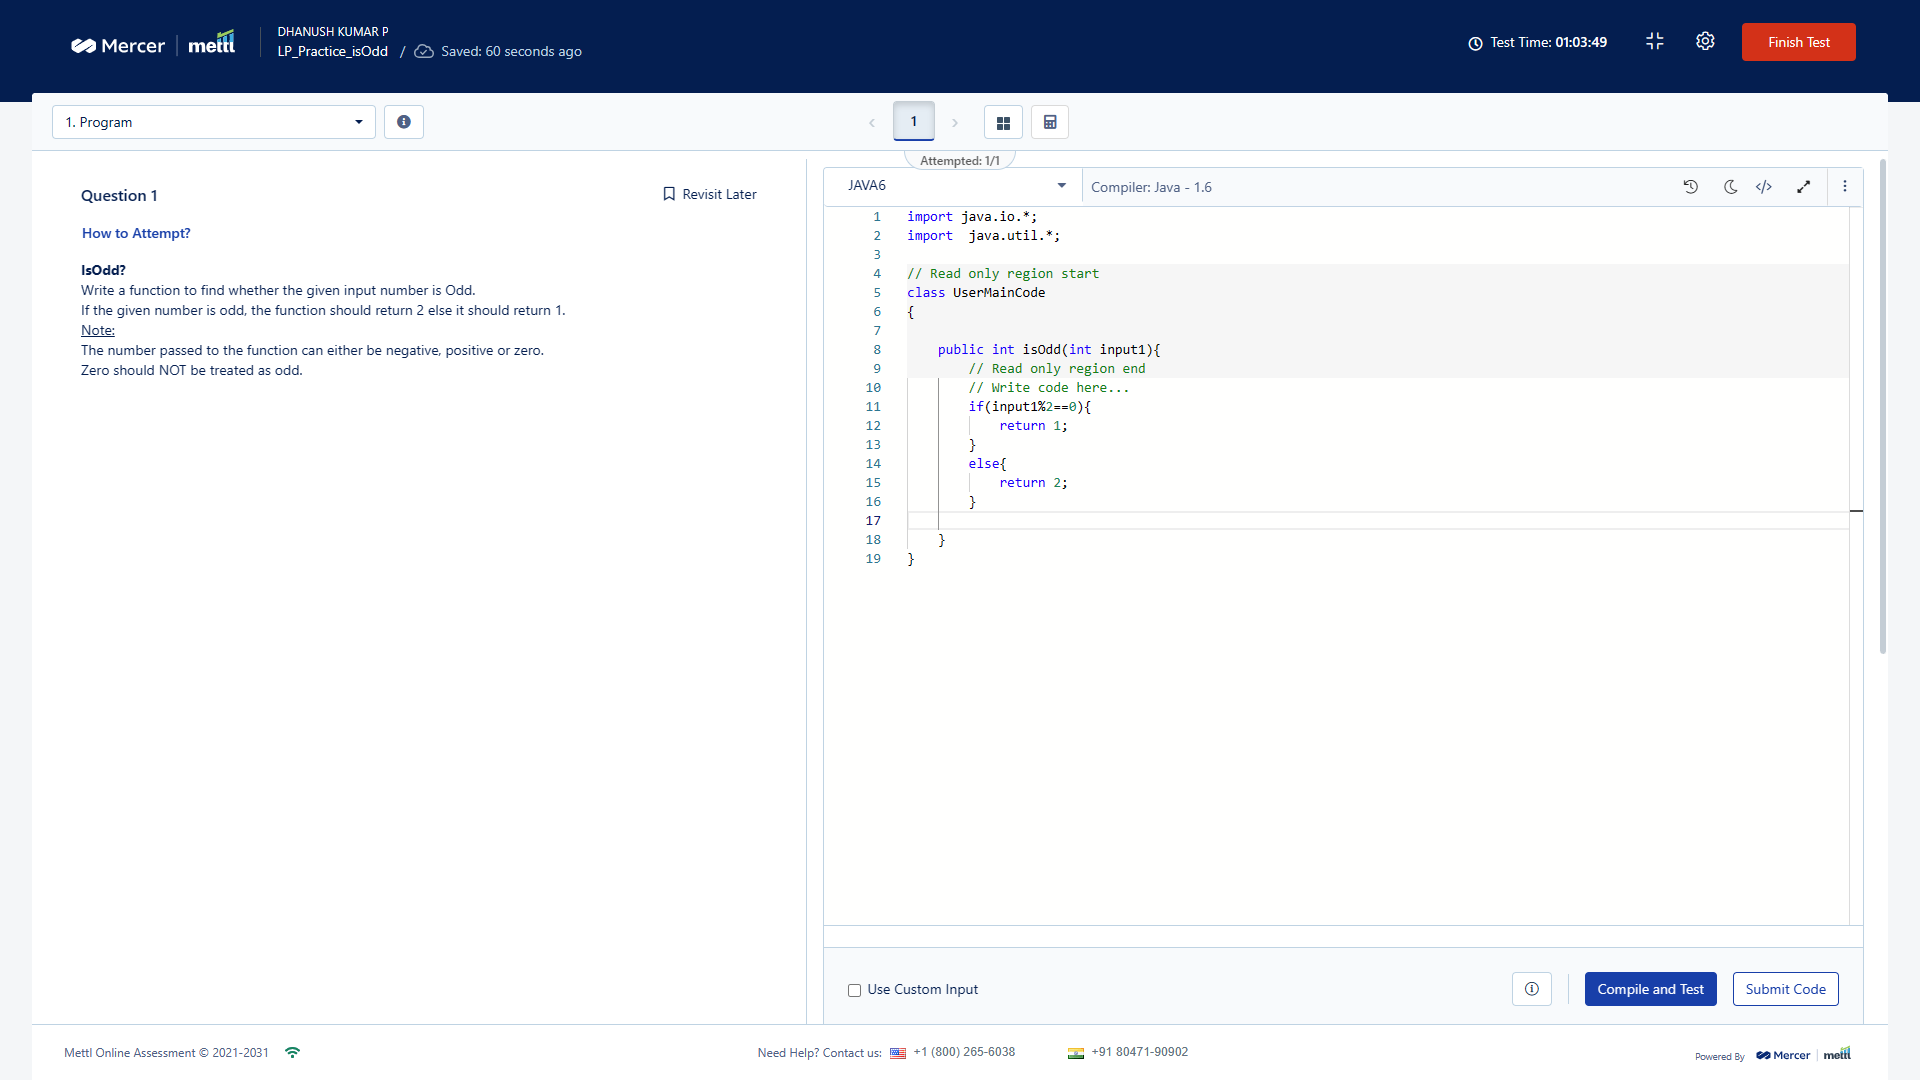 Mercer | mettl
DHANUSH KUMAR P
LP_Practice_isOdd / Saved: 60 seconds ago
Test Time: 01:03:49
Finish Test
1. Program
1
Attempted: 1/1
Question 1
Revisit Later
How to Attempt?
IsOdd?
Write a function to find whether the given input number is Odd.
If the given number is odd, the function should return 2 else it should return 1.
Note:
The number passed to the function can either be negative, positive or zero.
Zero should NOT be treated as odd.
JAVA6
Compiler: Java - 1.6
1 import java.io.*;
2 import  java.util.*;
3
4 // Read only region start
5 class UserMainCode
6 {
7
8     public int isOdd(int input1){
9         // Read only region end
10         // Write code here...
11         if(input1%2==0){
12             return 1;
13         }
14         else{
15             return 2;
16         }
17
18     }
19 }
Use Custom Input
Compile and Test
Submit Code
Mettl Online Assessment © 2021-2031
Need Help? Contact us: +1 (800) 265-6038
+91 80471-90902
Powered By Mercer | mettl